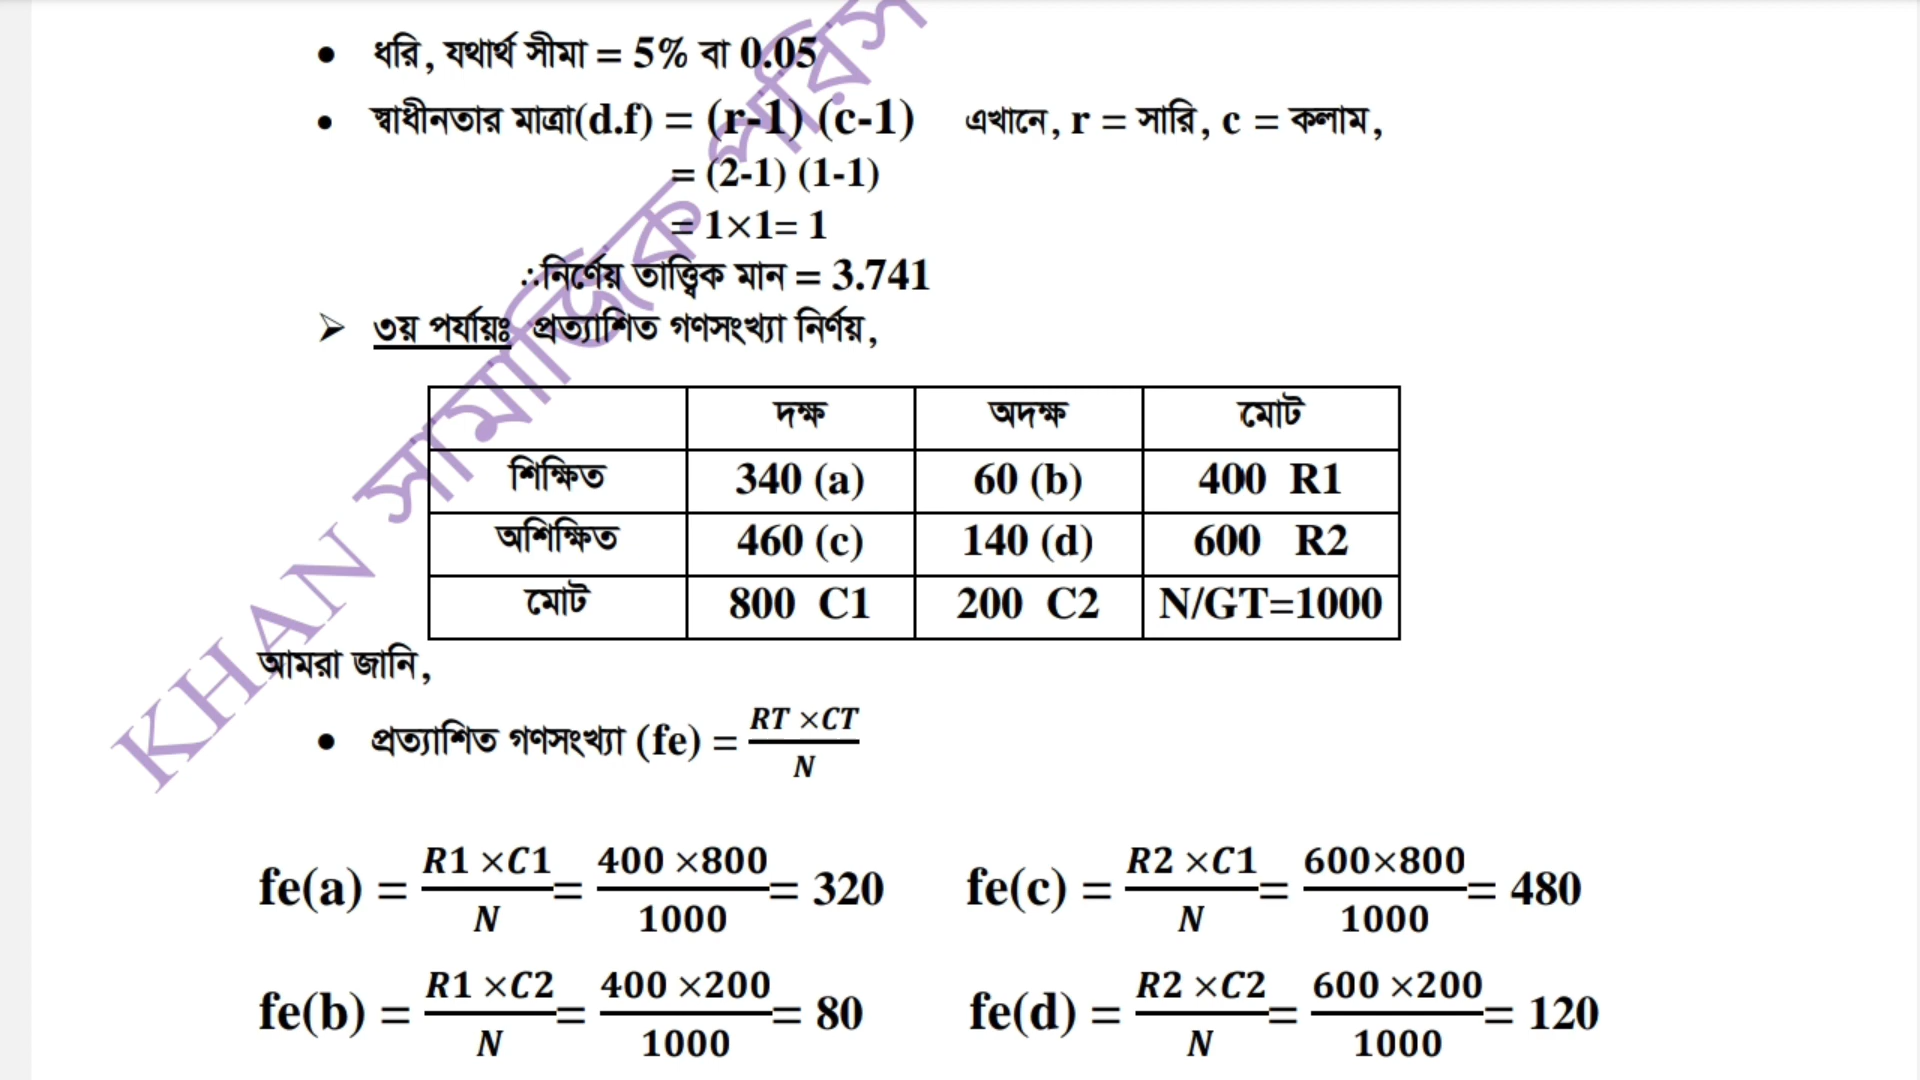 • ধরি, যথার্থ সীমা = 5% বা 0.05
• স্বাধীনতার মাত্রা(d.f) = (r-1) (c-1) এখানে, r = সারি, c = কলাম,
= (2-1) (1-1)
= 1×1= 1
∴নির্ণেয় তাত্ত্বিক মান = 3.741
➢ ৩য় পর্যায়ঃ প্রত্যাশিত গণসংখ্যা নির্ণয়,
দক্ষ অদক্ষ মোট
শিক্ষিত 340 (a) 60 (b) 400 R1
অশিক্ষিত 460 (c) 140 (d) 600 R2
মোট 800 C1 200 C2 N/GT=1000
আমরা জানি,
• প্রত্যাশিত গণসংখ্যা (fe) = RT ×CT / N
fe(a) = R1 ×C1 / N = 400 ×800 / 1000 = 320 fe(c) = R2 ×C1 / N = 600×800 / 1000 = 480
fe(b) = R1 ×C2 / N = 400 ×200 / 1000 = 80 fe(d) = R2 ×C2 / N = 600 ×200 / 1000 = 120
KHAN সামাজিক